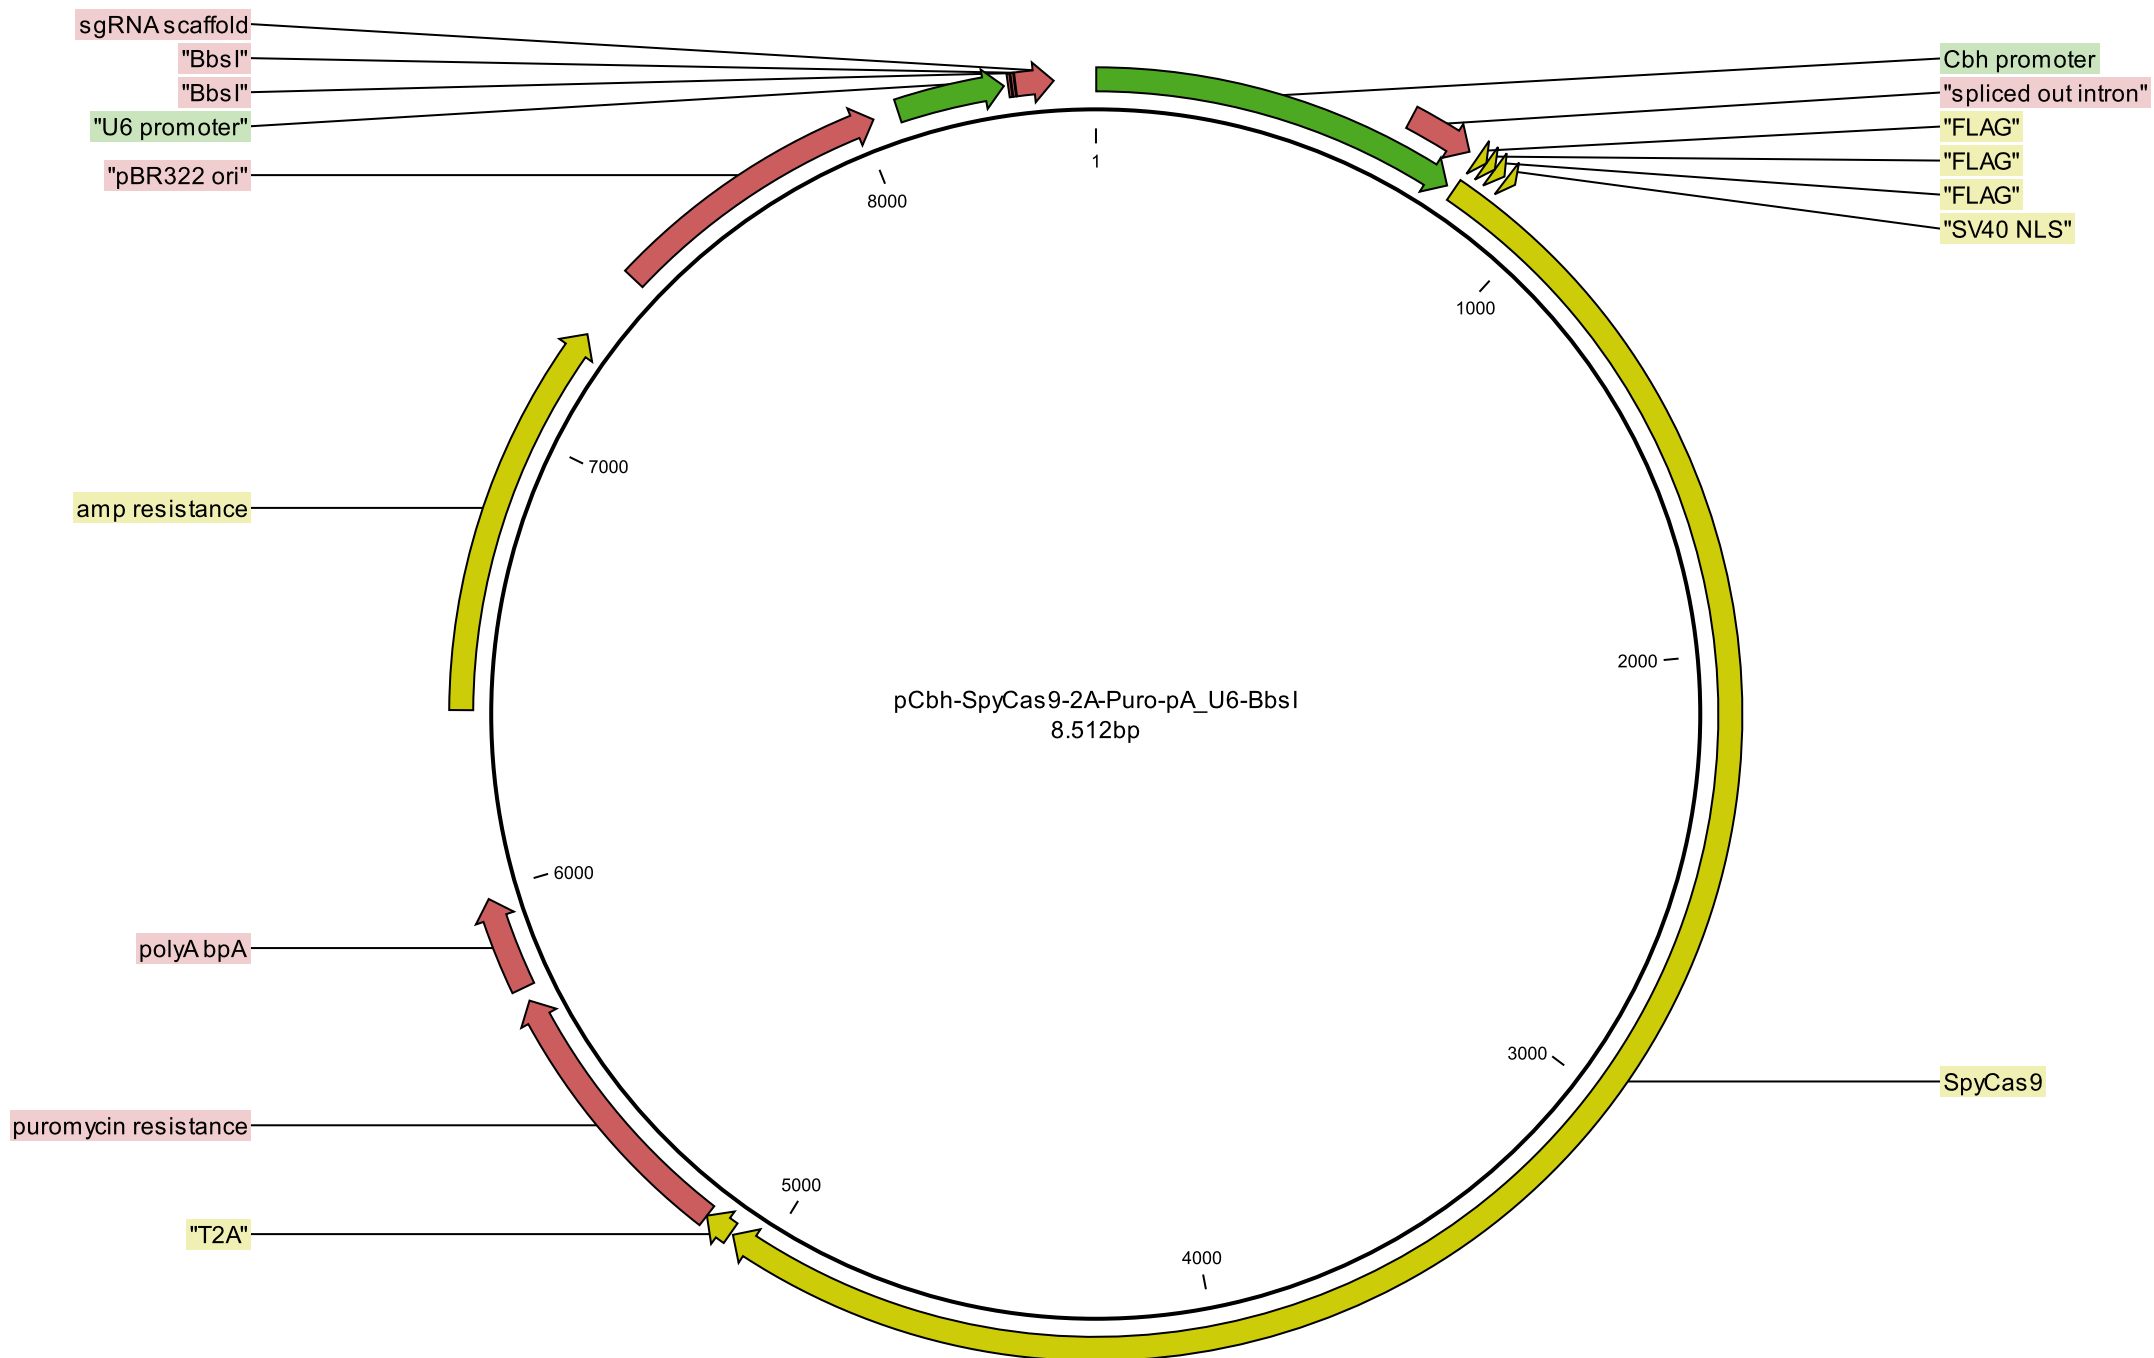 sgRNA scaffold
"BbsI"
"BbsI"
"U6 promoter"
"pBR322 ori"
amp resistance
polyA bpA
puromycin resistance
"T2A"
Cbh promoter
"spliced out intron"
"FLAG"
"FLAG"
"FLAG"
"SV40 NLS"
SpyCas9
1
1000
2000
3000
4000
5000
6000
7000
8000
pCbh-SpyCas9-2A-Puro-pA_U6-BbsI
8.512bp